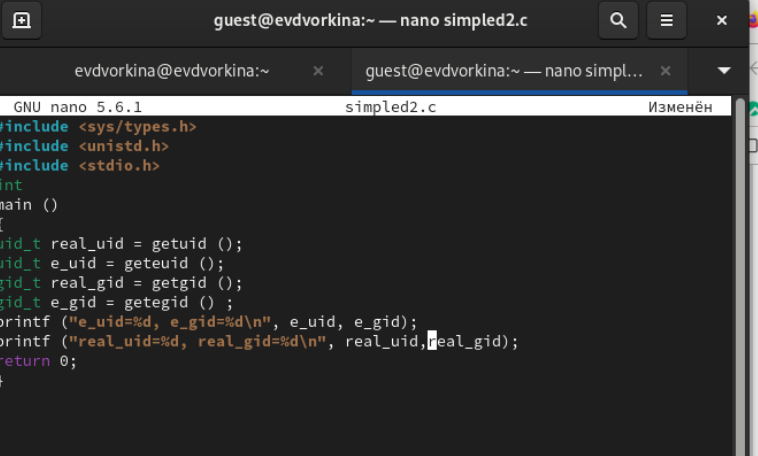 guest@evdvorkina:~ — nano simpled2.c
evdvorkina@evdvorkina:~
guest@evdvorkina:~ — nano simpl...
GNU nano 5.6.1 simpled2.c Изменён
#include <sys/types.h>
#include <unistd.h>
#include <stdio.h>
int
main ()
{
uid_t real_uid = getuid ();
uid_t e_uid = geteuid ();
gid_t real_gid = getgid ();
gid_t e_gid = getegid () ;
printf ("e_uid=%d, e_gid=%d\n", e_uid, e_gid);
printf ("real_uid=%d, real_gid=%d\n", real_uid,real_gid);
return 0;
}